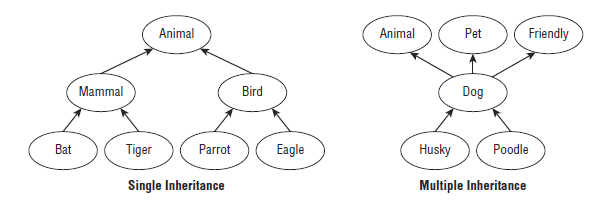 Animal
Mammal Bird
Bat Tiger Parrot Eagle
Single Inheritance
Animal Pet Friendly
Dog
Husky Poodle
Multiple Inheritance